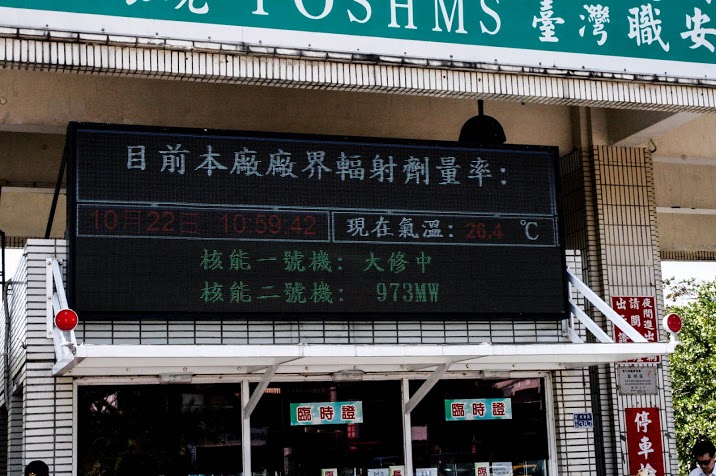 TOSHMS 臺灣職安
目前本廠廠界輻射劑量率:
10月22日 10:59:42
現在氣溫: 26.4 ℃
核能一號機: 大修中
核能二號機: 973MW
臨時證
臨時證
停車